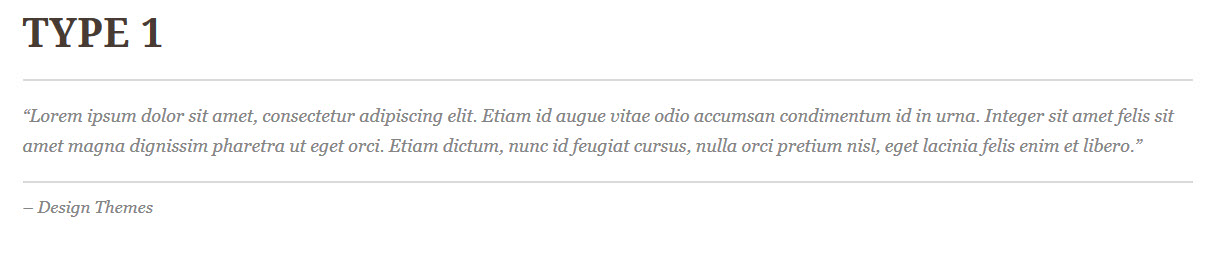 TYPE 1
“Lorem ipsum dolor sit amet, consectetur adipiscing elit. Etiam id augue vitae odio accumsan condimentum id in urna. Integer sit amet felis sit
amet magna dignissim pharetra ut eget orci. Etiam dictum, nunc id feugiat cursus, nulla orci pretium nisl, eget lacinia felis enim et libero.”
– Design Themes